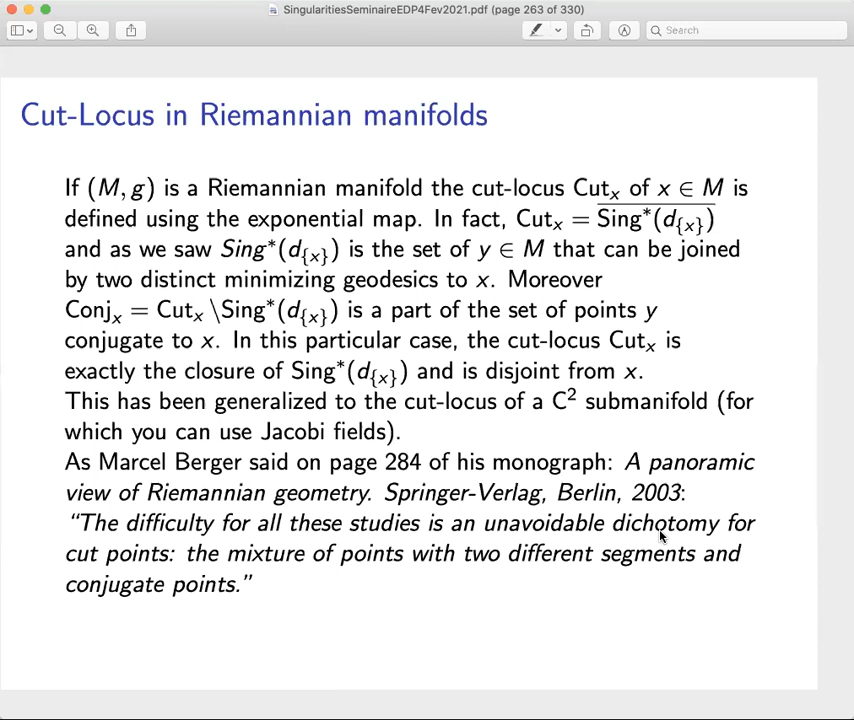 SingularitiesSeminaireEDP4Fev2021.pdf (page 263 of 330)
Search
Cut-Locus in Riemannian manifolds
If (M, g) is a Riemannian manifold the cut-locus Cutₓ of x ∈ M is
defined using the exponential map. In fact, Cutₓ = \overline{Sing*(d_{x})}
and as we saw Sing*(d_{x}) is the set of y ∈ M that can be joined
by two distinct minimizing geodesics to x. Moreover
Conjₓ = Cutₓ \Sing*(d_{x}) is a part of the set of points y
conjugate to x. In this particular case, the cut-locus Cutₓ is
exactly the closure of Sing*(d_{x}) and is disjoint from x.
This has been generalized to the cut-locus of a C² submanifold (for
which you can use Jacobi fields).
As Marcel Berger said on page 284 of his monograph: A panoramic
view of Riemannian geometry. Springer-Verlag, Berlin, 2003:
“The difficulty for all these studies is an unavoidable dichotomy for
cut points: the mixture of points with two different segments and
conjugate points.”